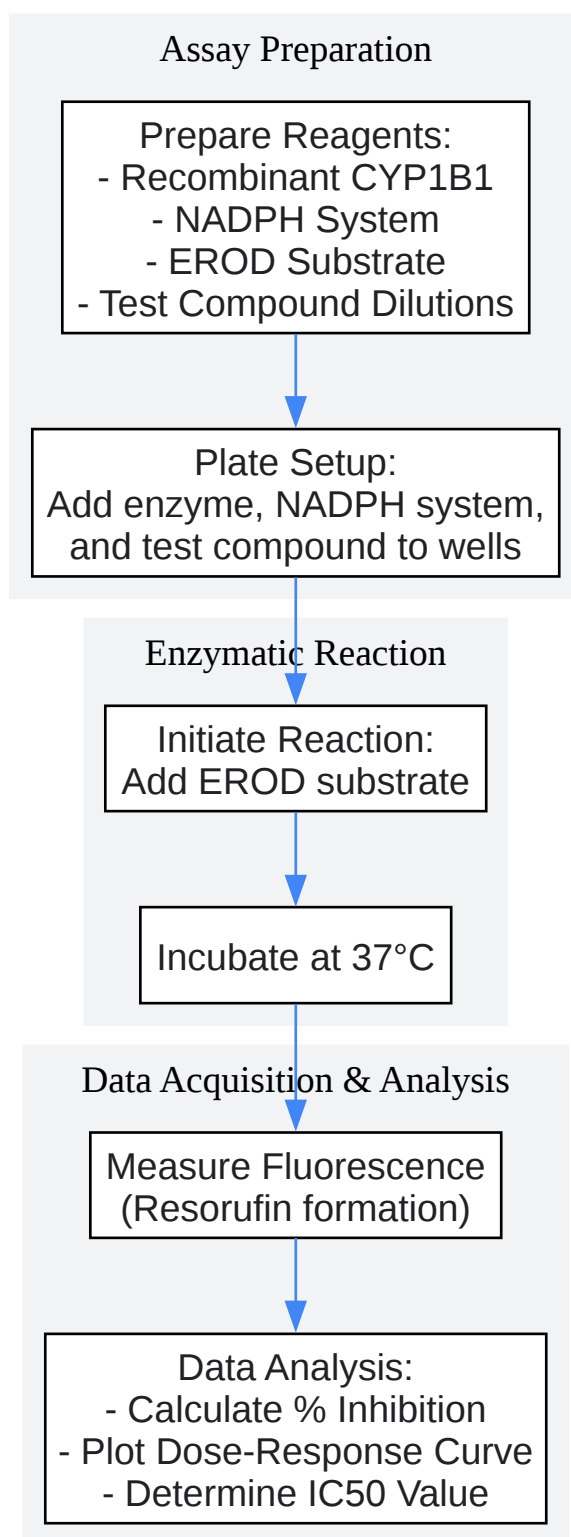 Assay Preparation
Prepare Reagents:
- Recombinant CYP1B1
- NADPH System
- EROD Substrate
- Test Compound Dilutions
Plate Setup:
Add enzyme, NADPH system,
and test compound to wells
Enzymatic Reaction
Initiate Reaction:
Add EROD substrate
Incubate at 37°C
Data Acquisition & Analysis
Measure Fluorescence
(Resorufin formation)
Data Analysis:
- Calculate % Inhibition
- Plot Dose-Response Curve
- Determine IC50 Value